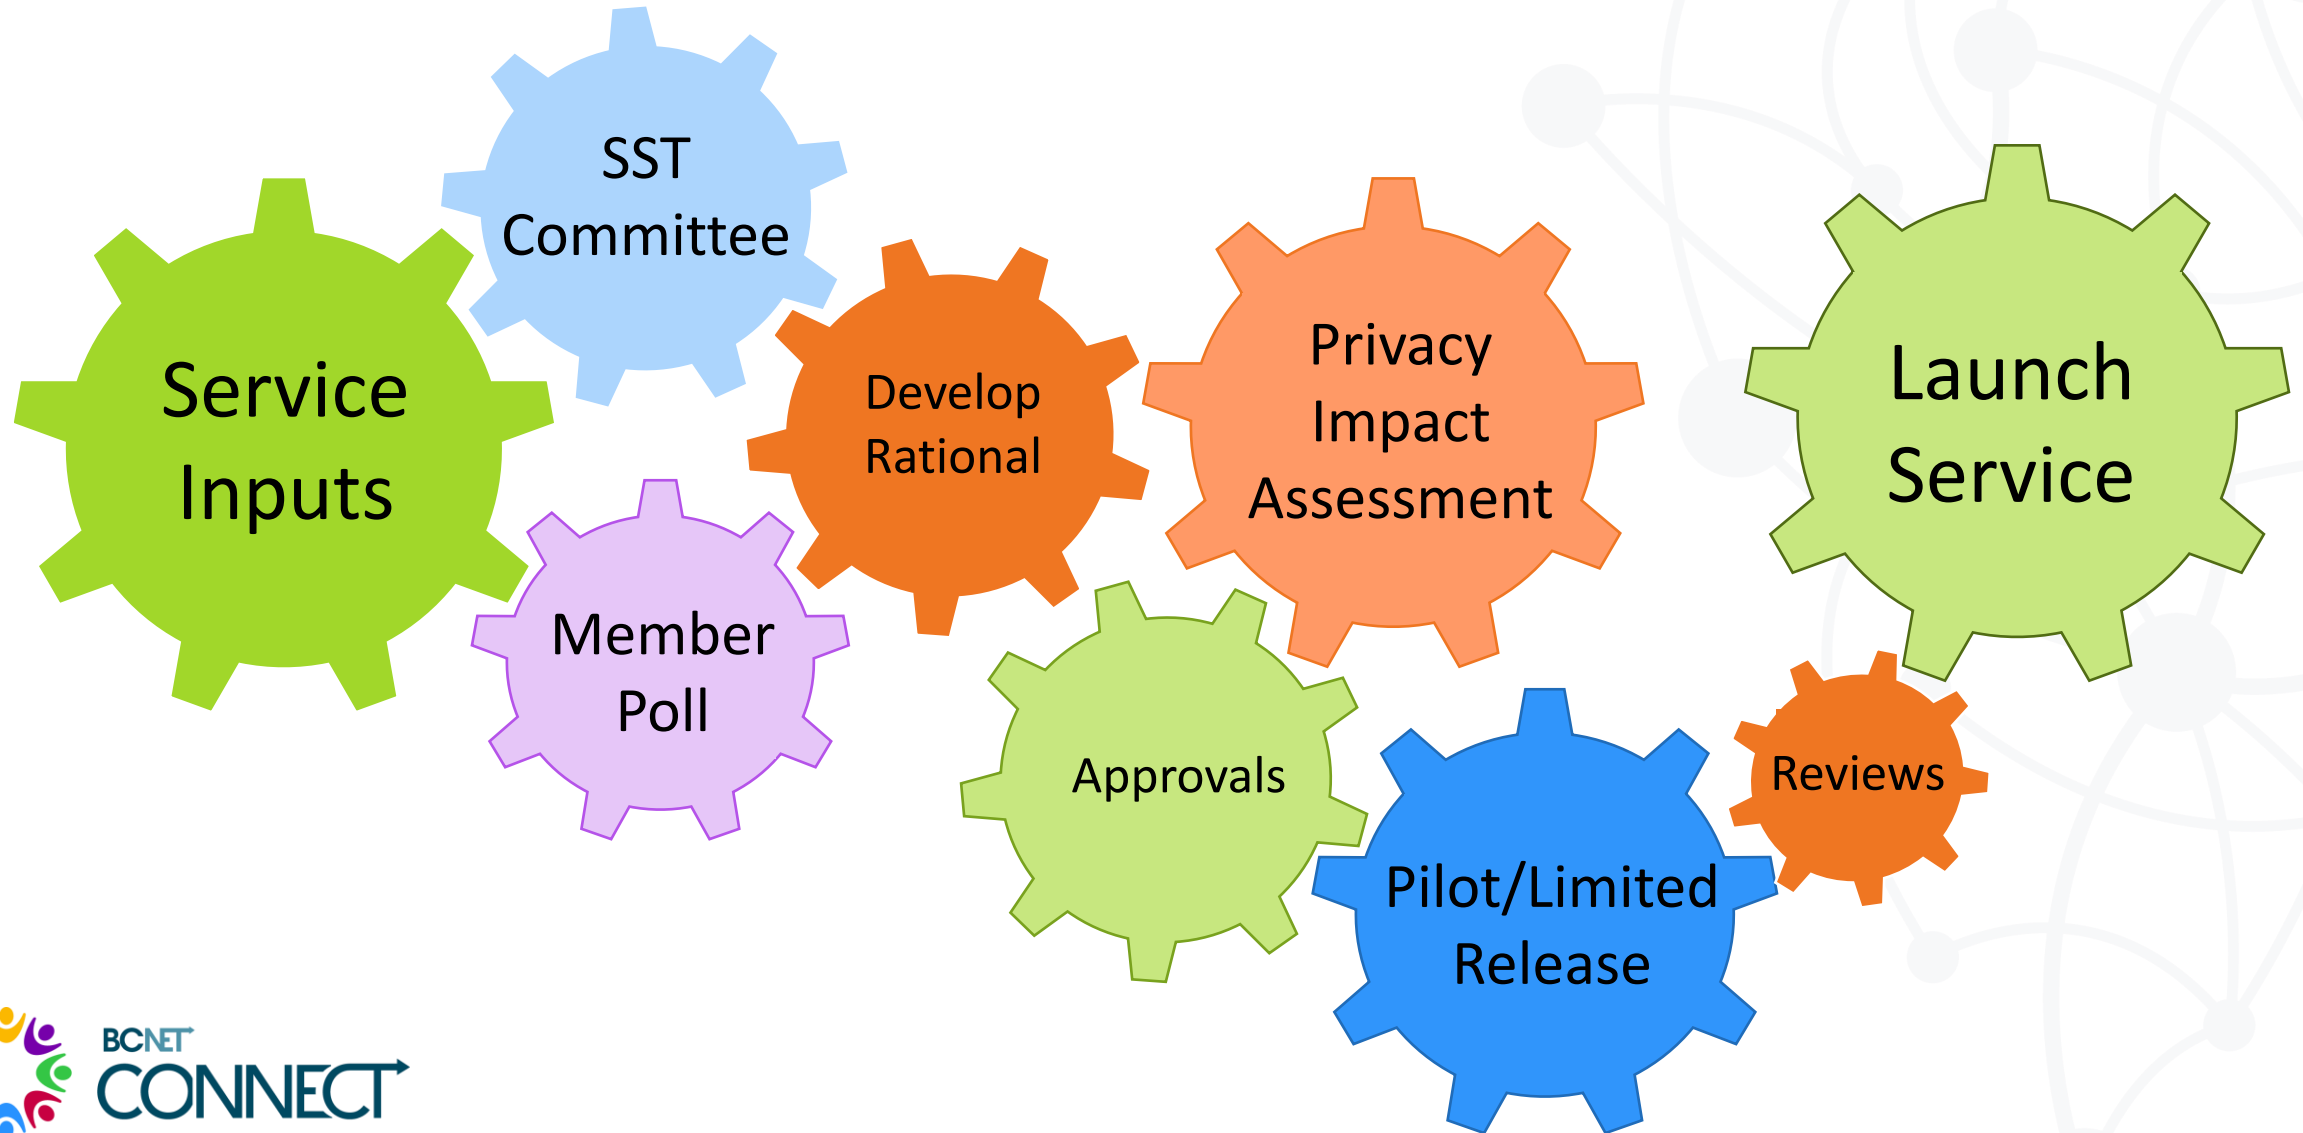 SST
Committee
Service
Inputs
Develop
Rational
Privacy
Impact
Assessment
Launch
Service
Member
Poll
Approvals
Reviews
Pilot/Limited
Release
BCNET
CONNECT